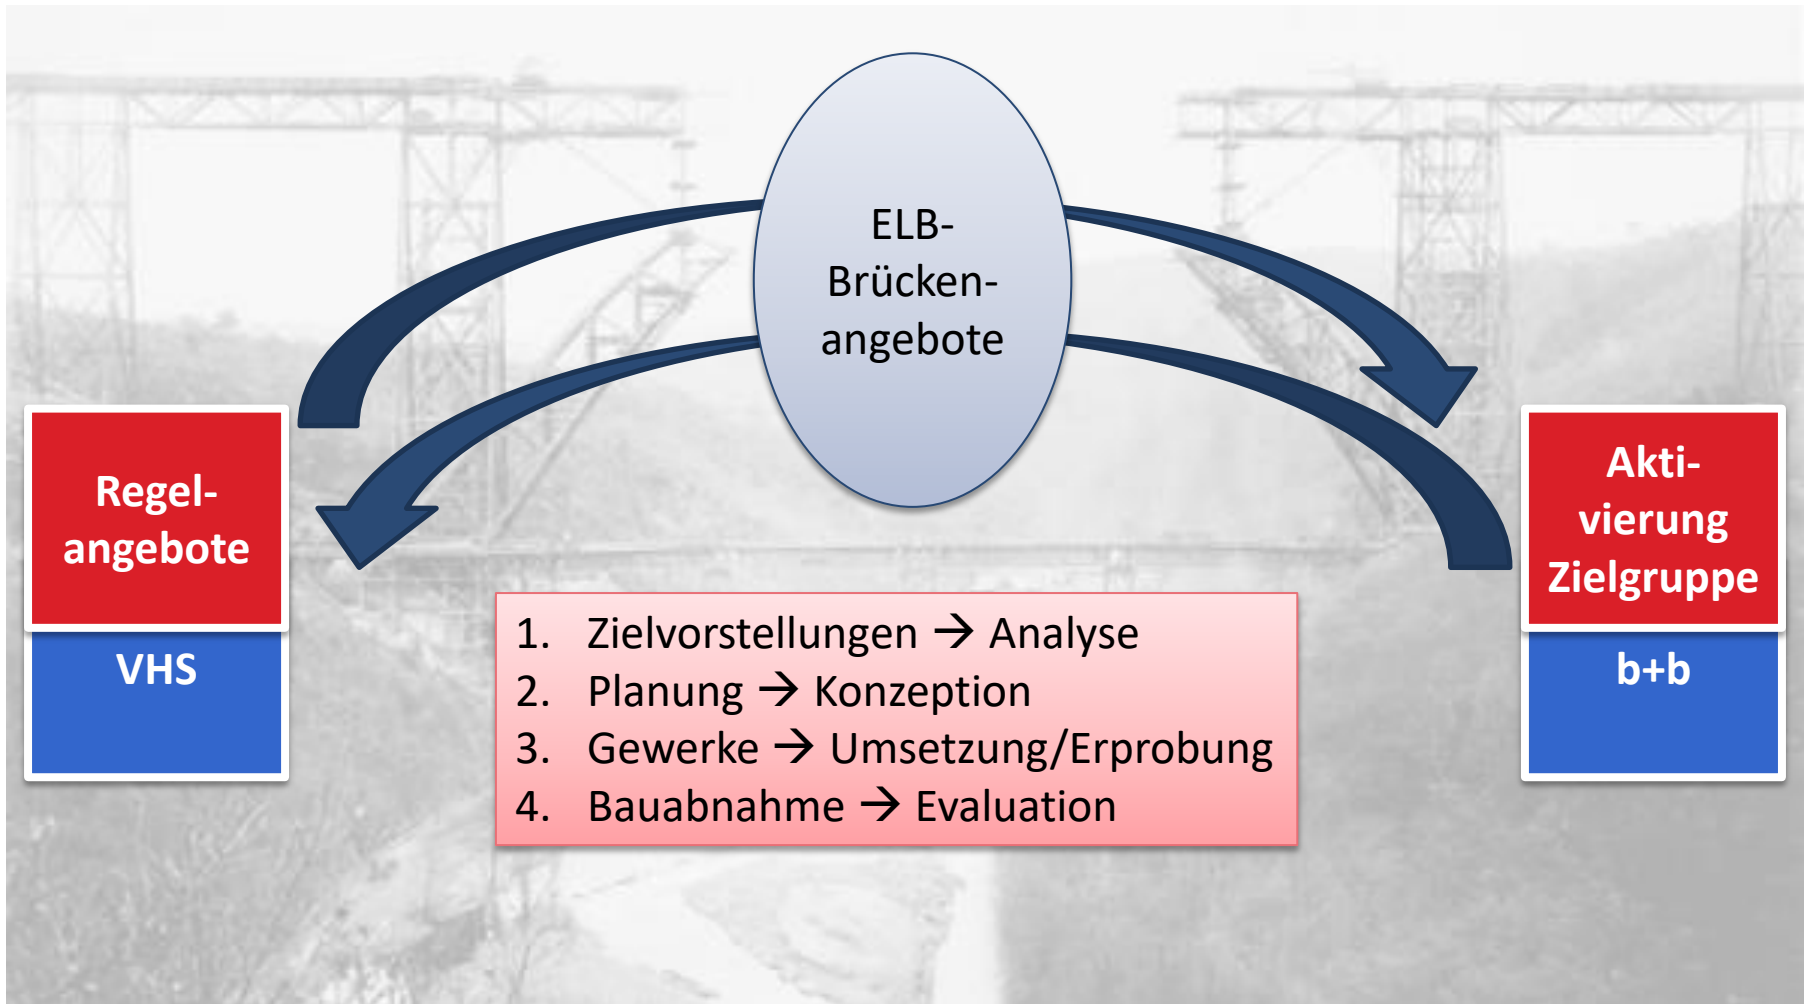 ELB-
Brücken-
angebote
Regel-
angebote
VHS
Akti-
vierung
Zielgruppe
b+b
1. Zielvorstellungen → Analyse
2. Planung → Konzeption
3. Gewerke → Umsetzung/Erprobung
4. Bauabnahme → Evaluation